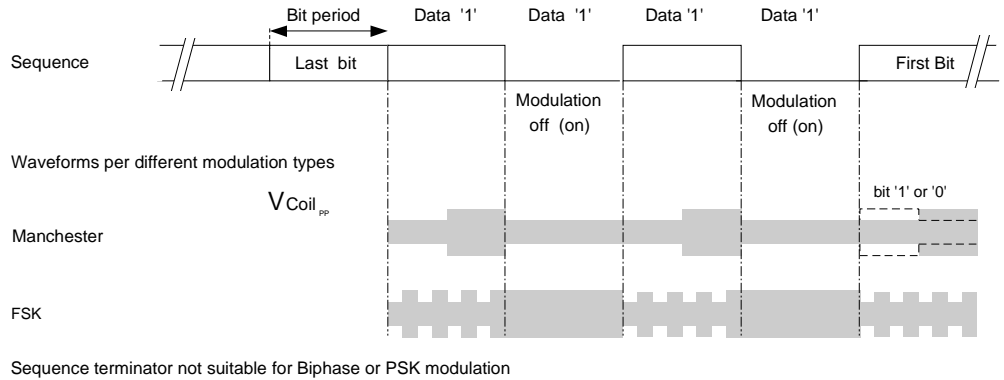 Bit period
Data '1'
Data '1'
Data '1'
Data '1'
Sequence
Last bit
First Bit
Modulation
off (on)
Modulation
off (on)
Waveforms per different modulation types
VCoil PP
bit '1' or '0'
Manchester
FSK
Sequence terminator not suitable for Biphase or PSK modulation